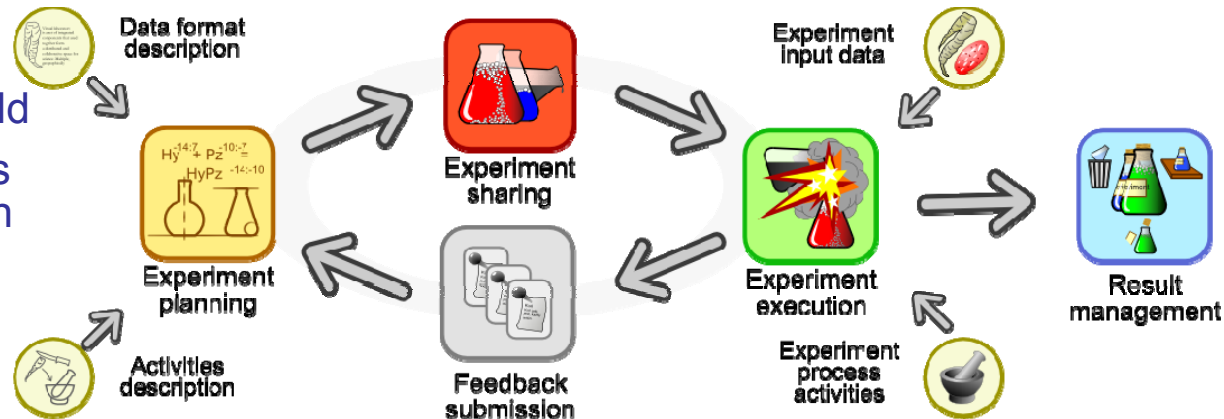 Data format
description
ld
s
n
Hy-14:7 + Pz-10:-7=
HyPz -14:-10
Experiment
planning
Activities
description
Experiment
sharing
Feedback
submission
Experiment
input data
Experiment
execution
Experiment
process
activities
Result
management